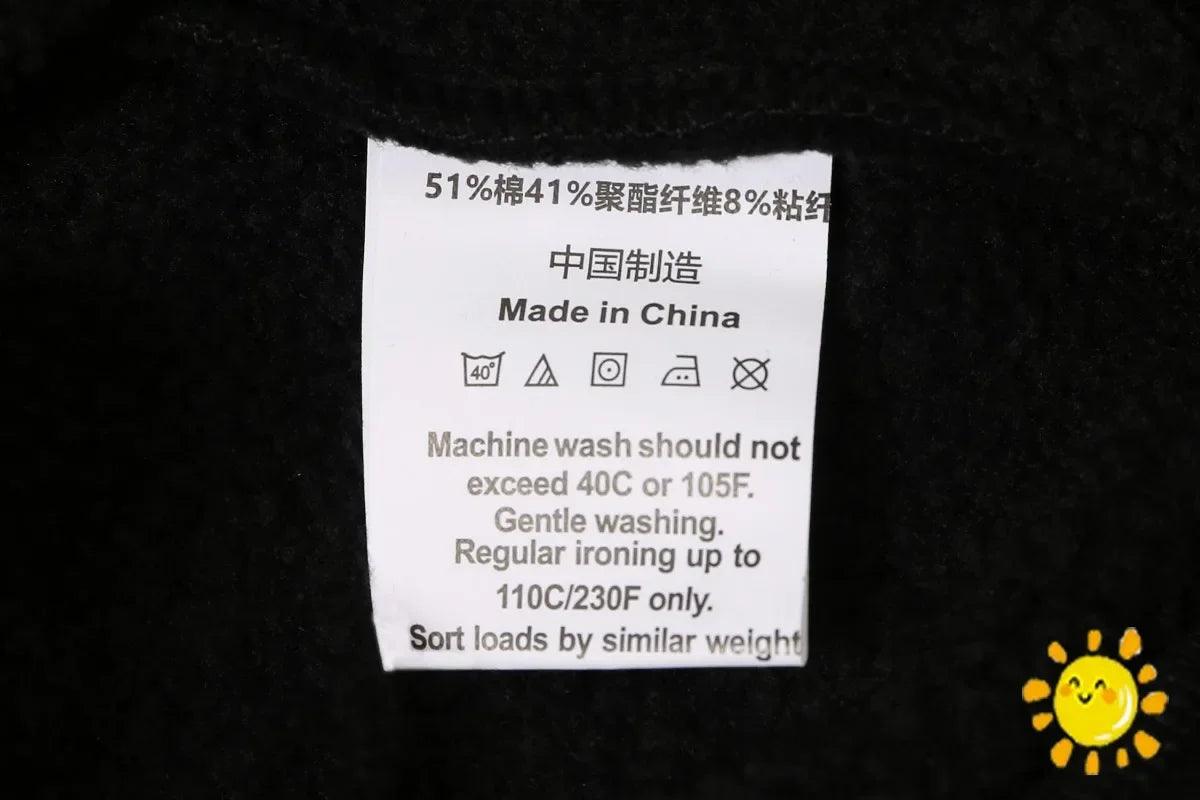 51%棉41%聚酯纤维8%粘纤
中国制造
Made in China
40°
Machine wash should not
exceed 40C or 105F.
Gentle washing.
Regular ironing up to
110C/230F only.
Sort loads by similar weight